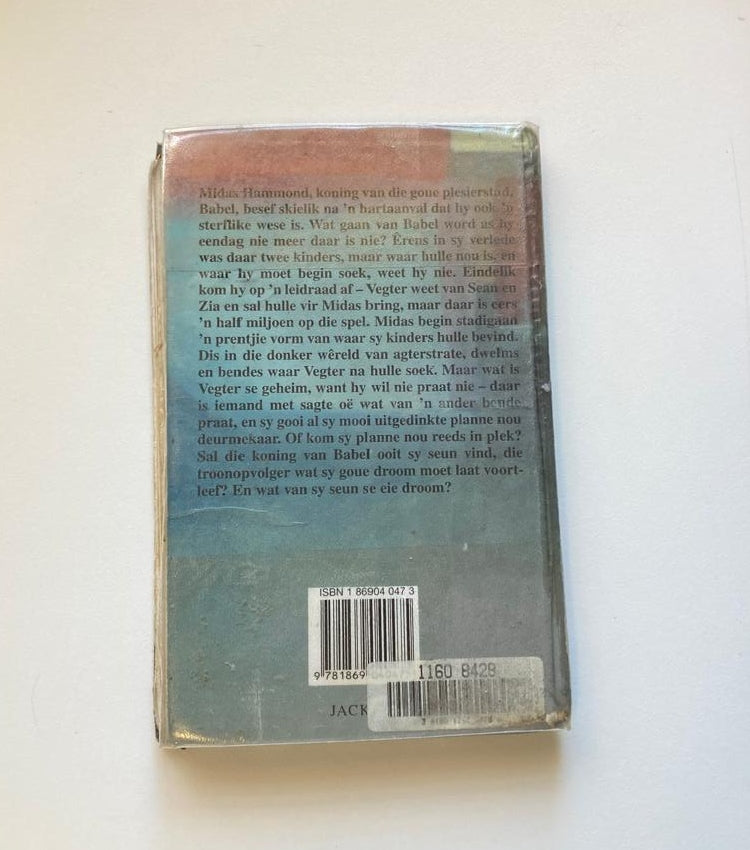 Midas Hammond, koning van die goue plesierstad,
Babel, besef skielik na 'n hartaanval dat hy ook 'n
sterflike wese is. Wat gaan van Babel word as hy
eendag nie meer daar is nie? Êrens in sy verlede
was daar twee kinders, maar waar hulle nou is, en
waar hy moet begin soek, weet hy nie. Eindelik
kom hy op 'n leidraad af – Vegter weet van Sean en
Zia en sal hulle vir Midas bring, maar daar is eers
'n half miljoen op die spel. Midas begin stadigaan
'n prentjie vorm van waar sy kinders hulle bevind.
Dis in die donker wêreld van agterstrate, dwelms
en bendes waar Vegter na hulle soek. Maar wat is
Vegter se geheim, want hy wil nie praat nie – daar
is iemand met sagte oë wat van 'n ander bende
praat, en sy gooi al sy mooi uitgedinkte planne nou
deurmekaar. Of kom sy planne nou reeds in plek?
Sal die koning van Babel ooit sy seun vind, die
troonopvolger wat sy goue droom moet laat voort-
leef? En wat van sy seun se eie droom?
ISBN 1 86904 047 3
9 781869
1160 8428
JACK